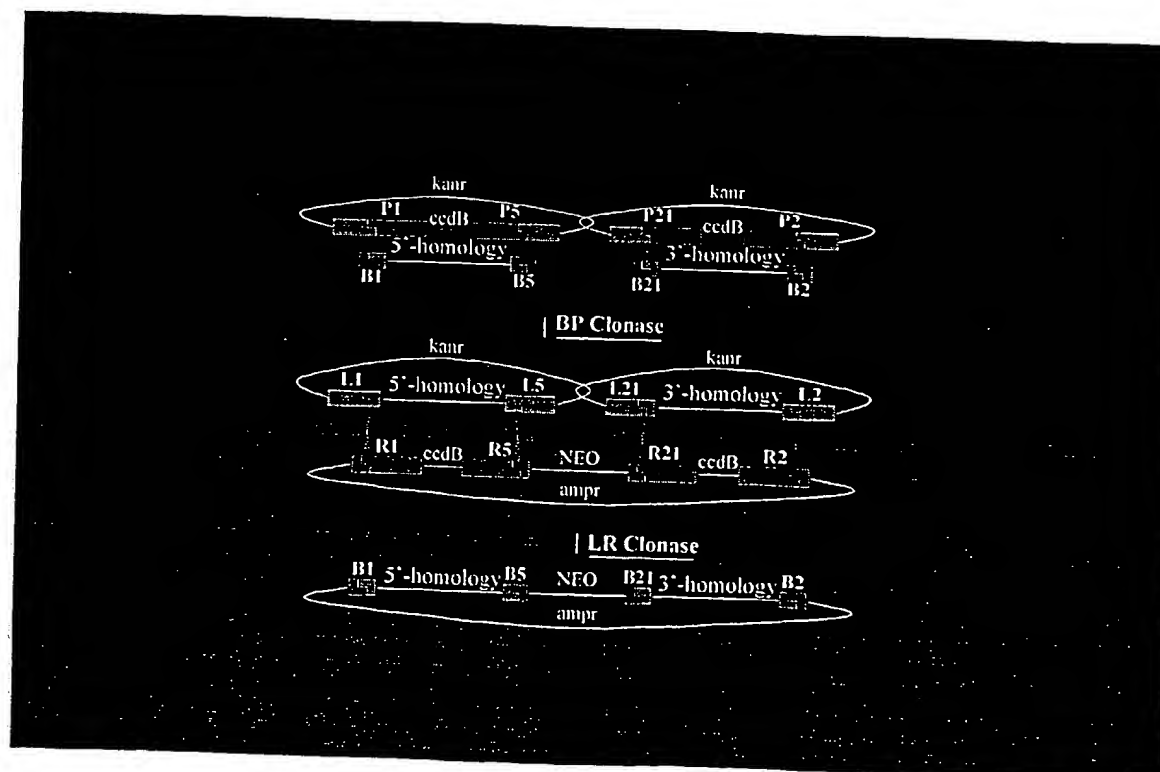 kanr kanr
P1 ccdB P5 P21 ccdB P2
5'-homology 3'-homology
B1 B5 B21 B2
BP Clonase
kanr kanr
L1 5'-homology L5 L21 3'-homology L2
R1 ccdB R5 NEO R21 ccdB R2
ampr
LR Clonase
B1 5'-homology B5 NEO B21 3'-homology B2
ampr